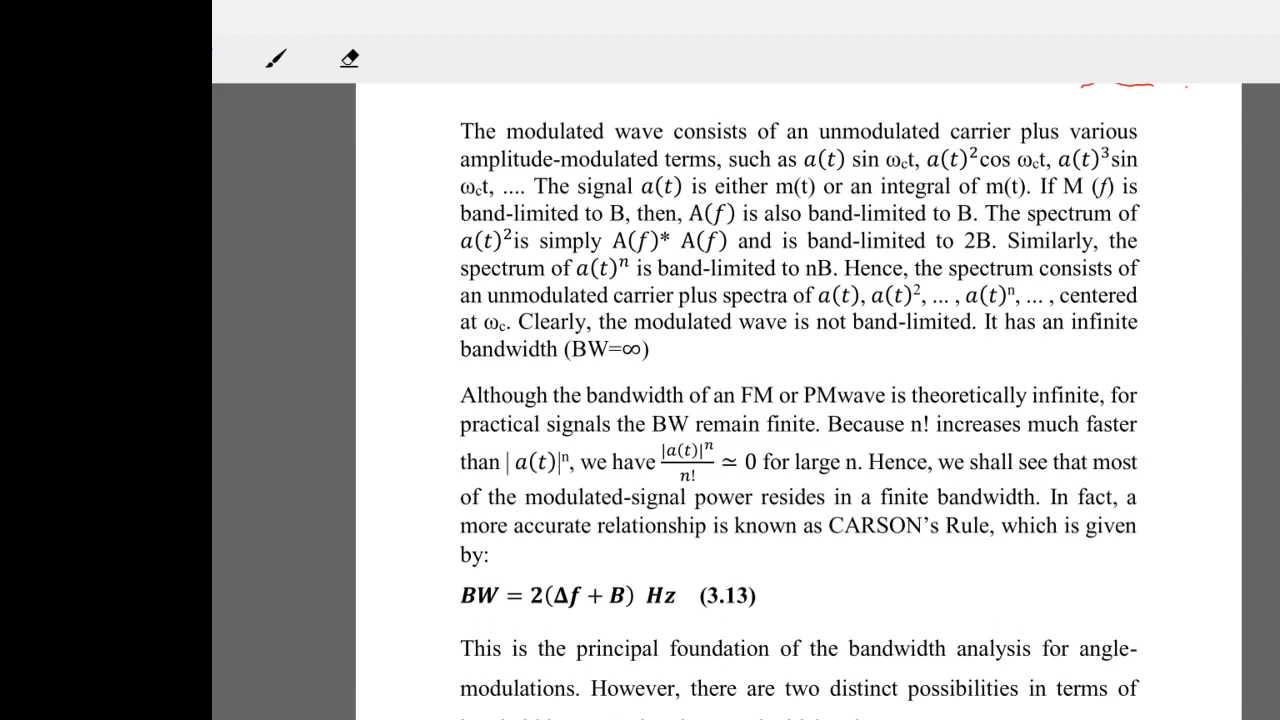 The modulated wave consists of an unmodulated carrier plus various
amplitude-modulated terms, such as a(t) sin ω꜀t, a(t)²cos ω꜀t, a(t)³sin
ω꜀t, .... The signal a(t) is either m(t) or an integral of m(t). If M (f) is
band-limited to B, then, A(f) is also band-limited to B. The spectrum of
a(t)²is simply A(f)* A(f) and is band-limited to 2B. Similarly, the
spectrum of a(t)ⁿ is band-limited to nB. Hence, the spectrum consists of
an unmodulated carrier plus spectra of a(t), a(t)², ... , a(t)ⁿ, ... , centered
at ω꜀. Clearly, the modulated wave is not band-limited. It has an infinite
bandwidth (BW=∞)
Although the bandwidth of an FM or PMwave is theoretically infinite, for
practical signals the BW remain finite. Because n! increases much faster
than | a(t)|ⁿ, we have |a(t)|ⁿ/n! ≃ 0 for large n. Hence, we shall see that most
of the modulated-signal power resides in a finite bandwidth. In fact, a
more accurate relationship is known as CARSON's Rule, which is given
by:
BW = 2(Δf + B) Hz (3.13)
This is the principal foundation of the bandwidth analysis for angle-
modulations. However, there are two distinct possibilities in terms of